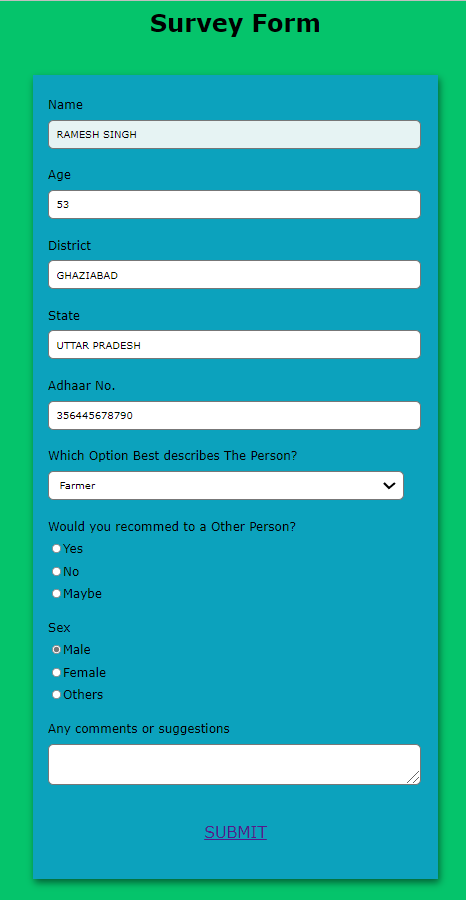 Survey Form
Name
RAMESH SINGH
Age
53
District
GHAZIABAD
State
UTTAR PRADESH
Adhaar No.
356445678790
Which Option Best describes The Person?
Farmer
Would you recommed to a Other Person?
Yes
No
Maybe
Sex
Male
Female
Others
Any comments or suggestions
SUBMIT